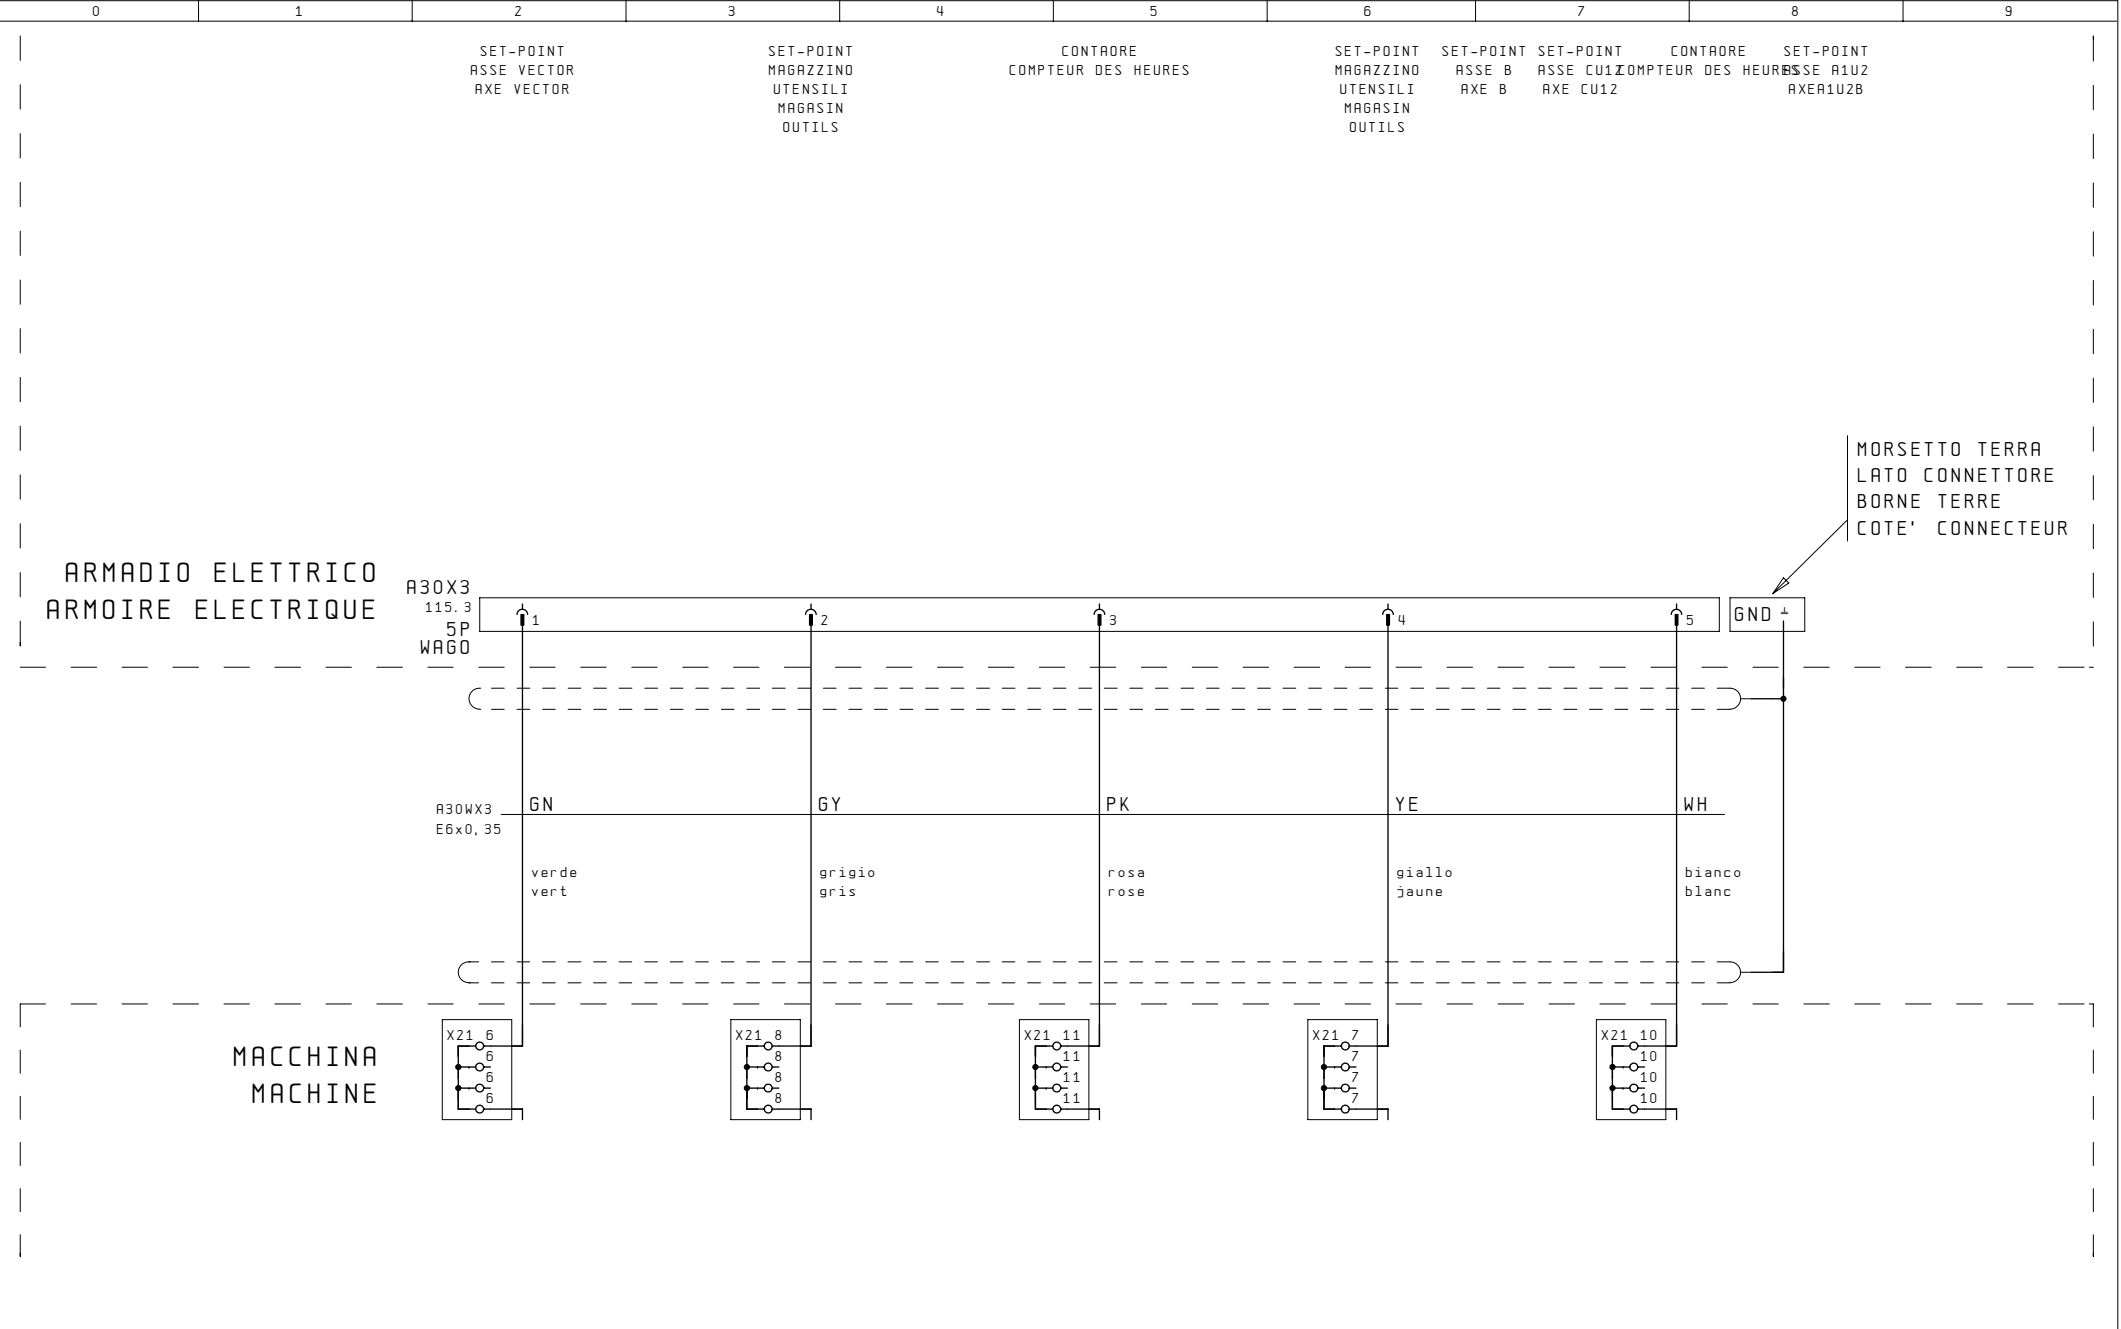 0 1 2 3 4 5 6 7 8 9
SET-POINT
ASSE VECTOR
AXE VECTOR
SET-POINT
MAGAZZINO
UTENSILI
MAGASIN
OUTILS
CONTAORE
COMPTEUR DES HEURES
SET-POINT
MAGAZZINO
UTENSILI
MAGASIN
OUTILS
SET-POINT
ASSE B
AXE B
SET-POINT
ASSE CU12
AXE CU12
CONTAORE
COMPTEUR DES HEURES
SET-POINT
ASSE A1U2
AXEA1U2B
MORSETTO TERRA
LATO CONNETTORE
BORNE TERRE
COTE' CONNECTEUR
ARMADIO ELETTRICO
ARMOIRE ELECTRIQUE
A30X3
115.3
5P
WAGO
1 2 3 4 5
GND
A30WX3
E6x0,35
GN GY PK YE WH
verde
vert
grigio
gris
rosa
rose
giallo
jaune
bianco
blanc
MACCHINA
MACHINE
X21 6
6
6
6
X21 8
8
8
8
X21 11
11
11
11
X21 7
7
7
7
X21 10
10
10
10